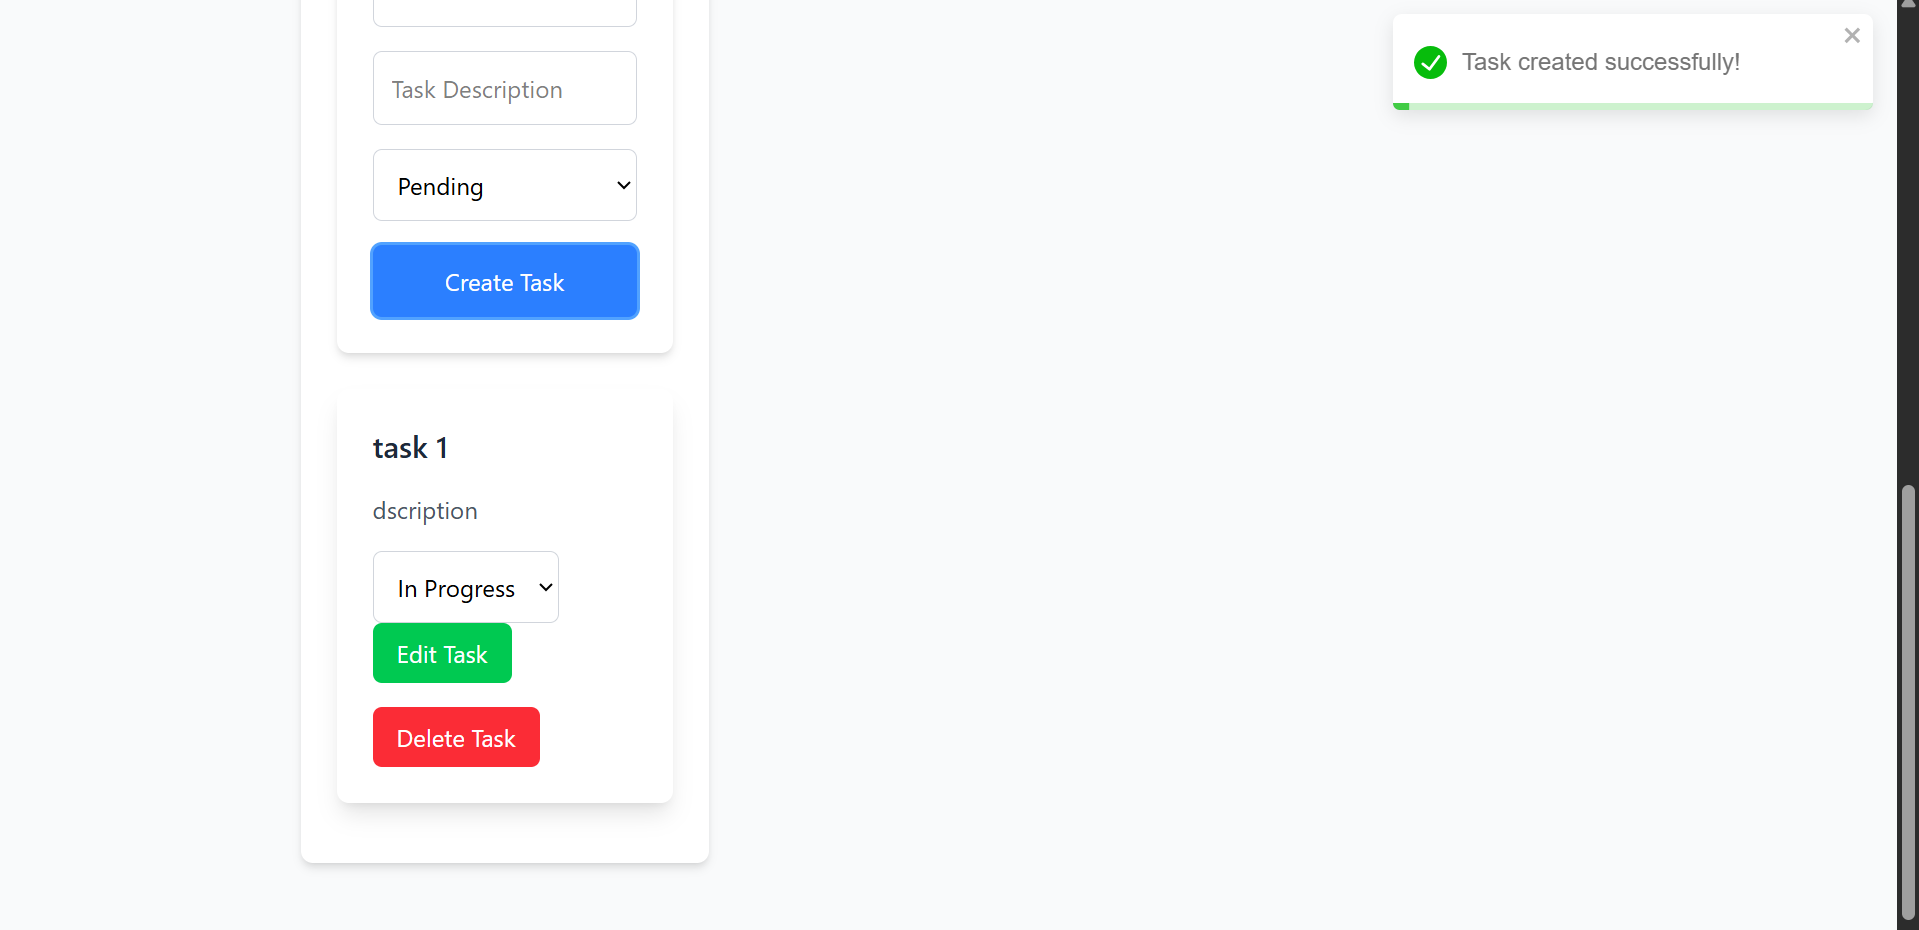 Task created successfully!
Task Description
Pending
Create Task
task 1
dscription
In Progress
Edit Task
Delete Task